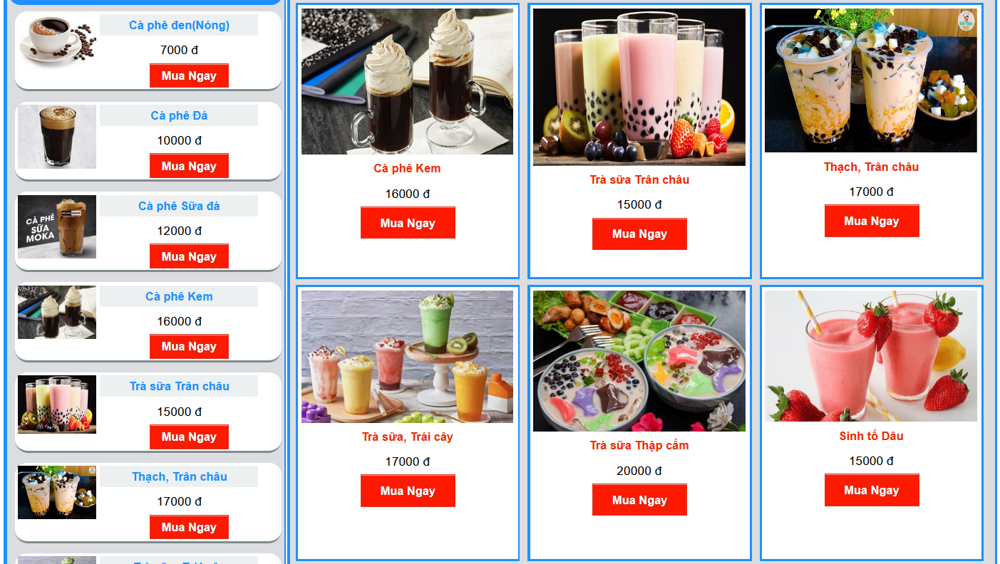 Cà phê đen(Nóng)
7000 đ
Mua Ngay
Cà phê Đá
10000 đ
Mua Ngay
CÀ PHÊ
SỮA
MOKA
Cà phê Sữa đá
12000 đ
Mua Ngay
Cà phê Kem
16000 đ
Mua Ngay
Trà sữa Trân châu
15000 đ
Mua Ngay
Thạch, Trân châu
17000 đ
Mua Ngay
Cà phê Kem
16000 đ
Mua Ngay
Trà sữa Trân châu
15000 đ
Mua Ngay
Thạch, Trân châu
17000 đ
Mua Ngay
Trà sữa, Trái cây
17000 đ
Mua Ngay
Trà sữa Thập cẩm
20000 đ
Mua Ngay
Sinh tố Dâu
15000 đ
Mua Ngay